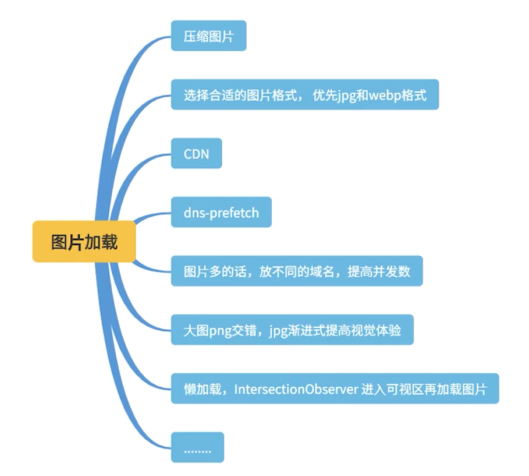 压缩图片
选择合适的图片格式， 优先jpg和webp格式
CDN
dns-prefetch
图片加载
图片多的话，放不同的域名，提高并发数
大图png交错，jpg渐进式提高视觉体验
懒加载，IntersectionObserver 进入可视区再加载图片
........